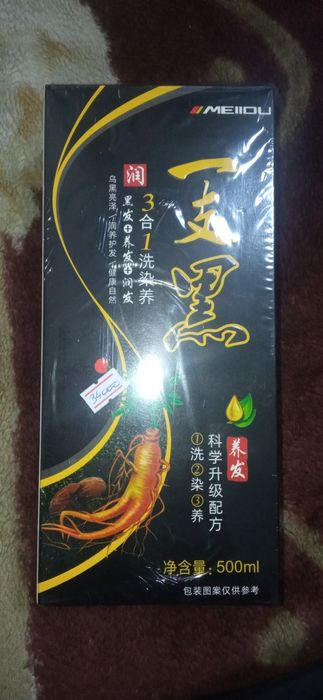 MEIIDU
一支黑
润
3合1洗染养
黑发+养发+润发
乌黑亮泽/润养护发/健康自然
34000
养发
科学升级配方
①洗②染③养
净含量: 500ml
包装图案仅供参考